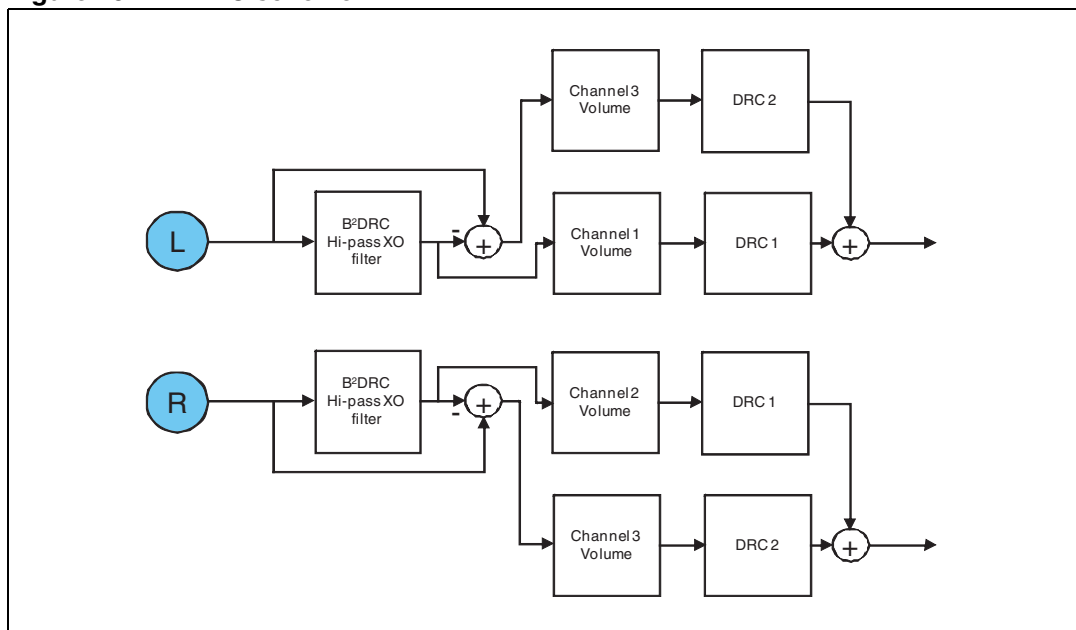 Channel 3
Volume
DRC 2
L
B²DRC
Hi-pass XO
filter
-
+
Channel 1
Volume
DRC 1
+
R
B²DRC
Hi-pass XO
filter
-
+
Channel 2
Volume
DRC 1
Channel 3
Volume
DRC 2
+